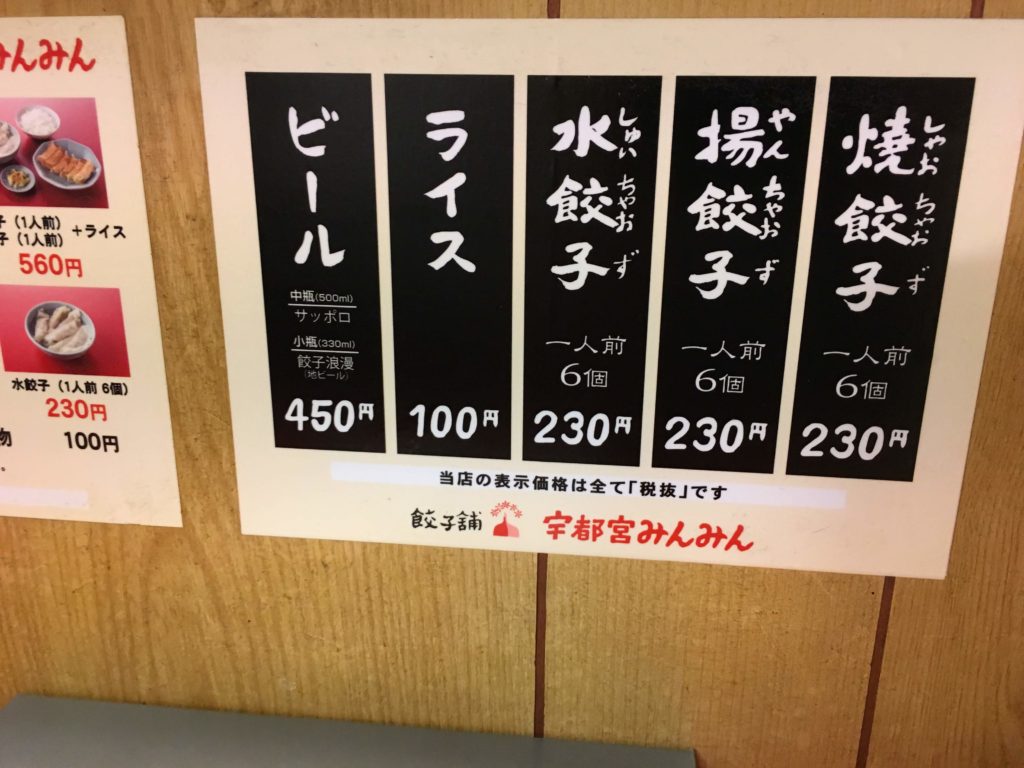 みんみん
子（1人前）
子（1人前）
+ライス
560円
水餃子（1人前 6個）
230円
物 100円
。
焼餃子
しゃおちゃおず
一人前
6個
230円
揚餃子
やんちゃおず
一人前
6個
230円
水餃子
しゅいちゃおず
一人前
6個
230円
ライス
100円
ビール
中瓶(500ml)
サッポロ
小瓶(330ml)
餃子浪漫
(地ビール)
450円
当店の表示価格は全て「税抜」です
餃子舗 宇都宮みんみん